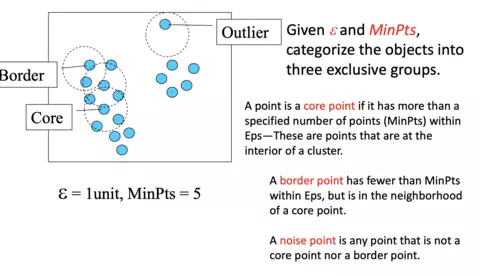 Outlier
Border
Core
ε = 1unit, MinPts = 5
Given ε and MinPts,
categorize the objects into
three exclusive groups.
A point is a core point if it has more than a
specified number of points (MinPts) within
Eps—These are points that are at the
interior of a cluster.
A border point has fewer than MinPts
within Eps, but is in the neighborhood
of a core point.
A noise point is any point that is not a
core point nor a border point.